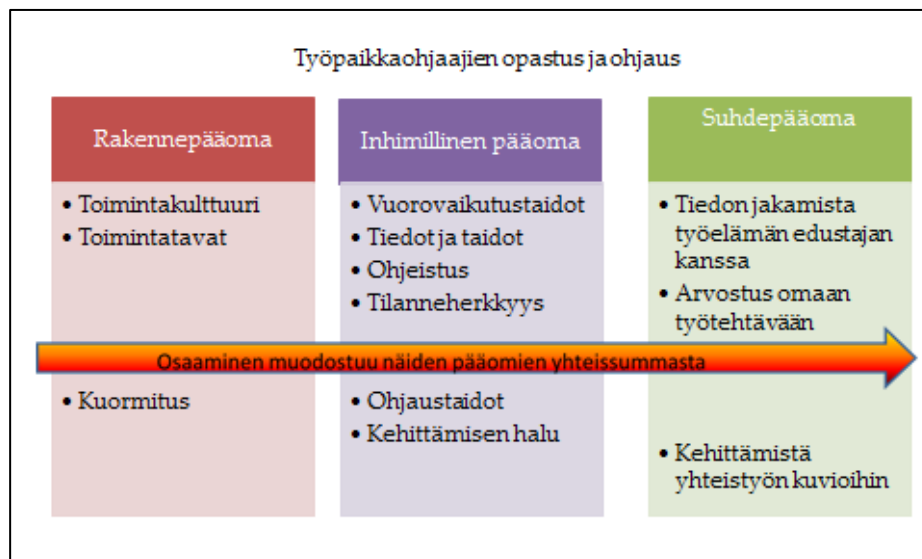 Työpaikkaohjaajien opastus ja ohjaus
Rakennepääoma
• Toimintakulttuuri
• Toimintatavat
• Kuormitus
Inhimillinen pääoma
• Vuorovaikutustaidot
• Tiedot ja taidot
• Ohjeistus
• Tilanneherkkyys
• Ohjaustaidot
• Kehittämisen halu
Suhdepääoma
• Tiedon jakamista
työelämän edustajan
kanssa
• Arvostus omaan
työtehtävään
• Kehittämistä
yhteistyön kuvioihin
Osaaminen muodostuu näiden pääomien yhteissummasta